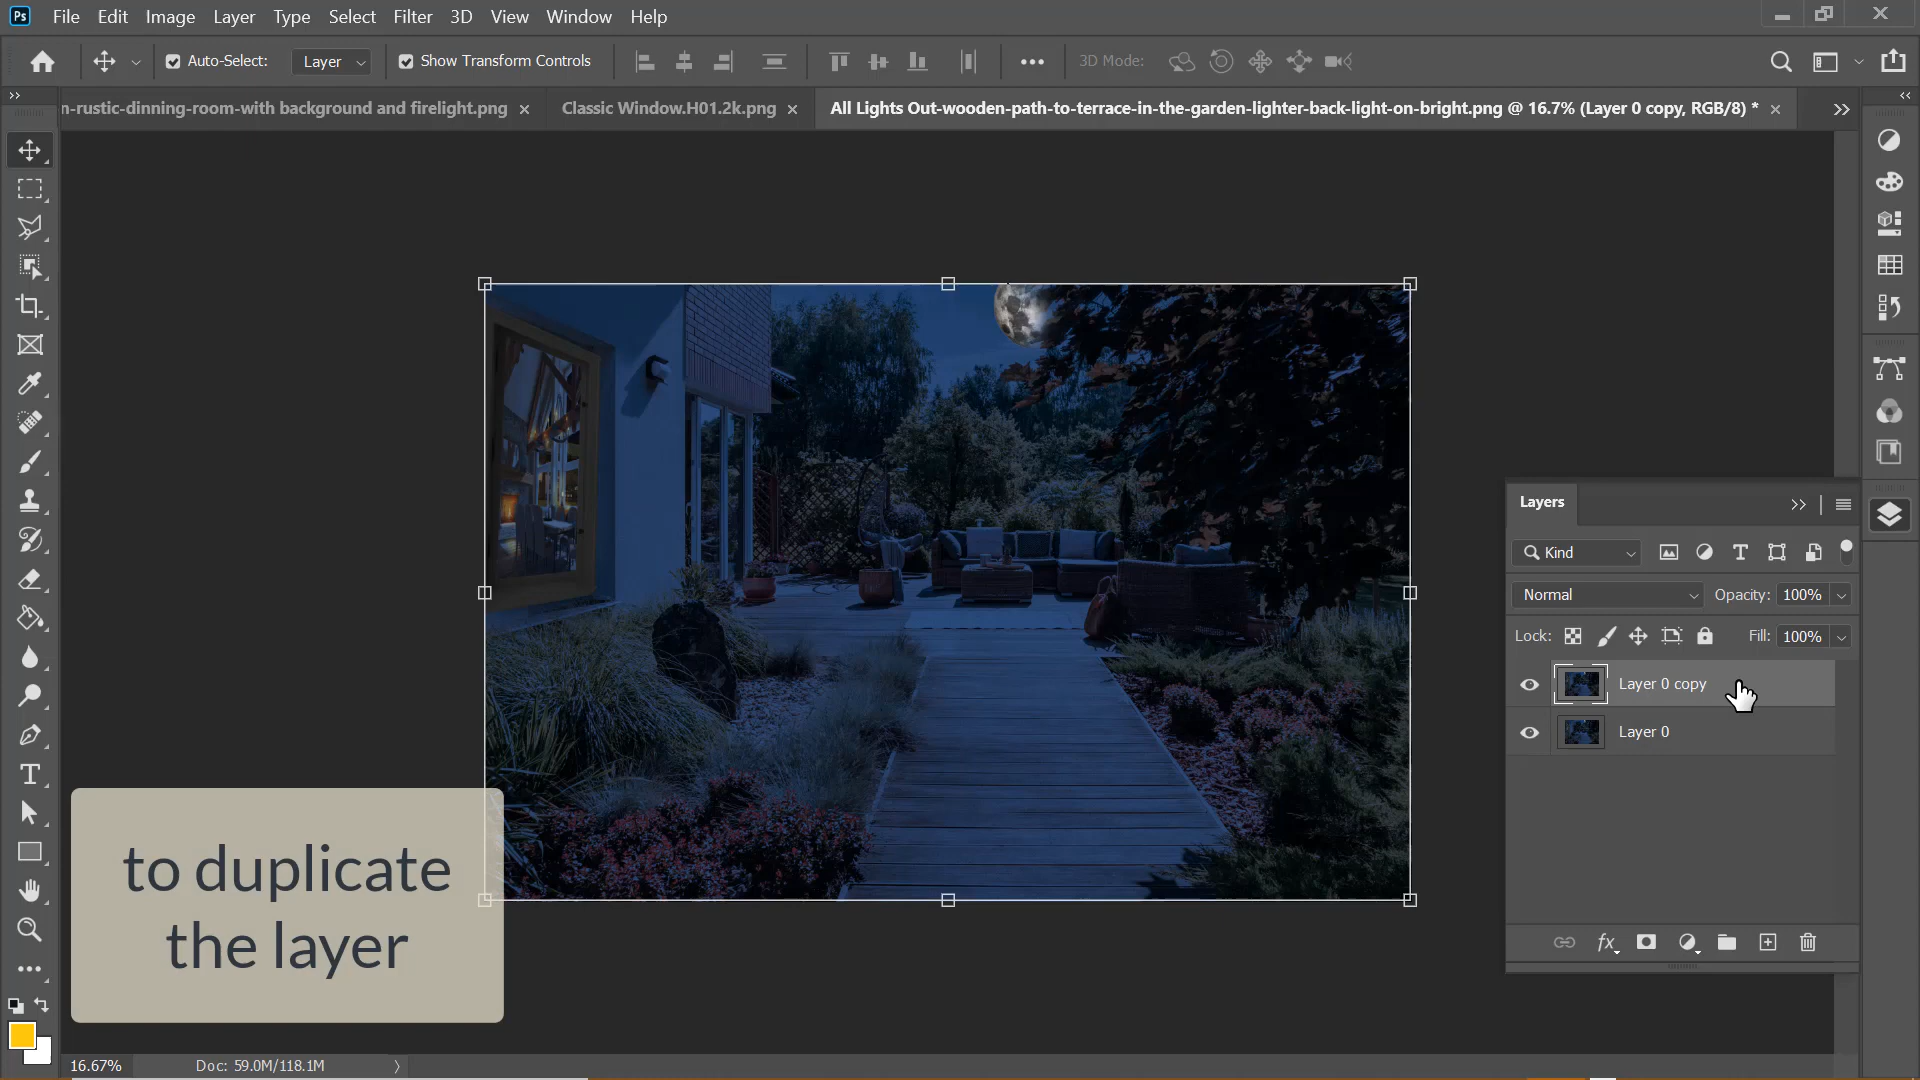 Ps File Edit Image Layer Type Select Filter 3D View Window Help
Auto-Select: Layer Show Transform Controls 3D Mode:
n-rustic-dinning-room-with background and firelight.png Classic Window.H01.2k.png All Lights Out-wooden-path-to-terrace-in-the-garden-lighter-back-light-on-bright.png @ 16.7% (Layer 0 copy, RGB/8) *
Layers
Kind
Normal Opacity: 100%
Lock: Fill: 100%
Layer 0 copy
Layer 0
fx
to duplicate
the layer
16.67% Doc: 59.0M/118.1M